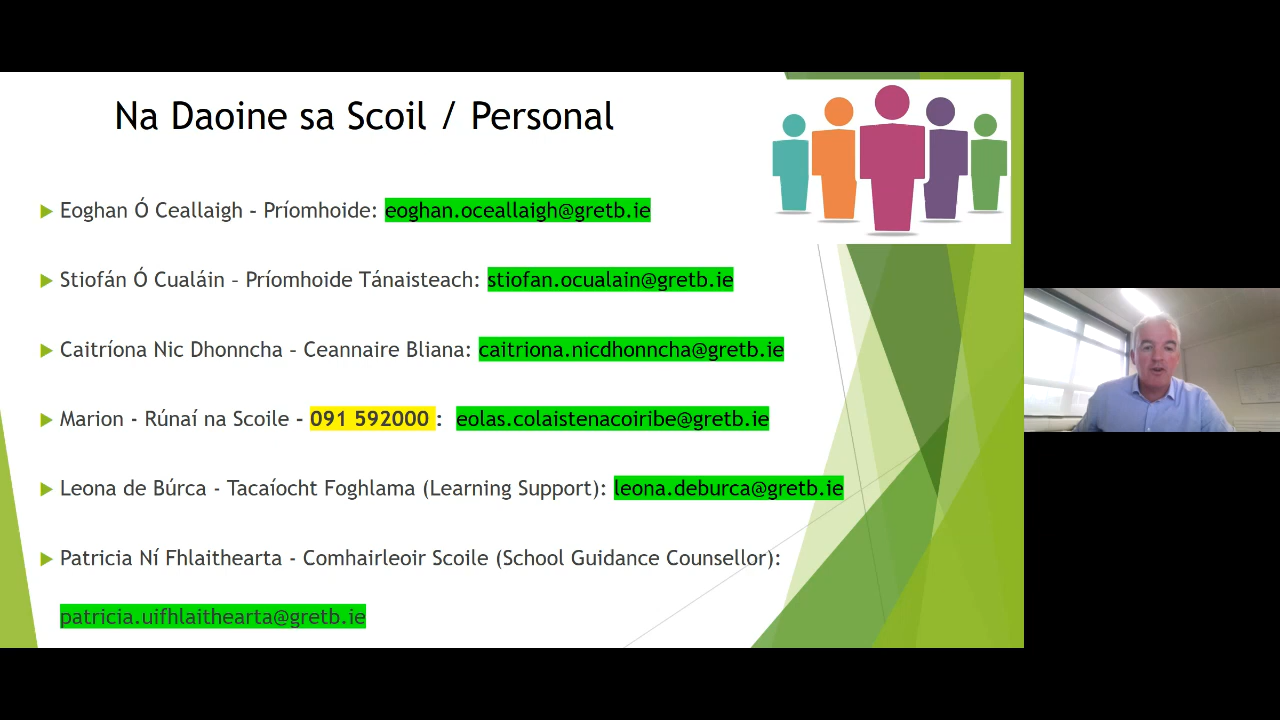 Na Daoine sa Scoil / Personal
Eoghan Ó Ceallaigh - Príomhoide: eoghan.oceallaigh@gretb.ie
Stiofán Ó Cualáin – Príomhoide Tánaisteach: stiofan.ocualain@gretb.ie
Caitríona Nic Dhonncha – Ceannaire Bliana: caitriona.nicdhonncha@gretb.ie
Marion - Rúnaí na Scoile - 091 592000 : eolas.colaistenacoiribe@gretb.ie
Leona de Búrca - Tacaíocht Foghlama (Learning Support): leona.deburca@gretb.ie
Patricia Ní Fhlaithearta - Comhairleoir Scoile (School Guidance Counsellor):
patricia.uifhlaithearta@gretb.ie